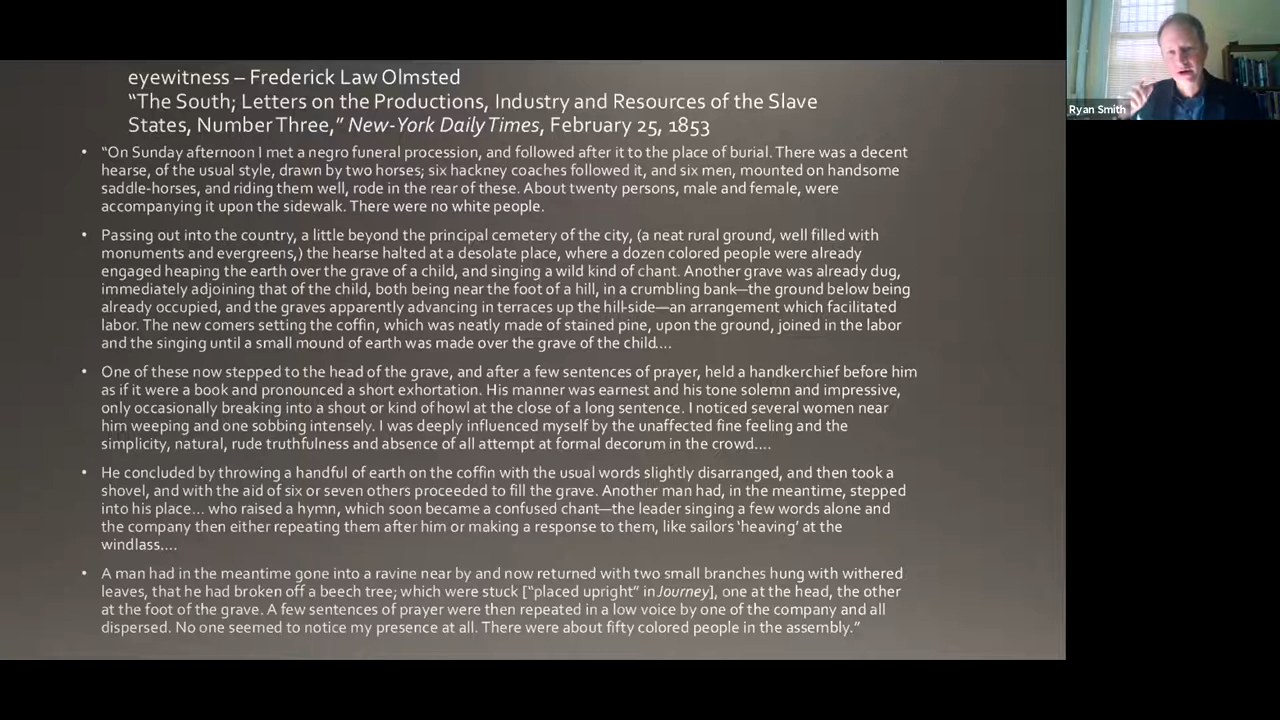 eyewitness – Frederick Law Olmsted
“The South; Letters on the Productions, Industry and Resources of the Slave
States, Number Three,” New-York Daily Times, February 25, 1853
• “On Sunday afternoon I met a negro funeral procession, and followed after it to the place of burial. There was a decent
hearse, of the usual style, drawn by two horses; six hackney coaches followed it, and six men, mounted on handsome
saddle-horses, and riding them well, rode in the rear of these. About twenty persons, male and female, were
accompanying it upon the sidewalk. There were no white people.
• Passing out into the country, a little beyond the principal cemetery of the city, (a neat rural ground, well filled with
monuments and evergreens,) the hearse halted at a desolate place, where a dozen colored people were already
engaged heaping the earth over the grave of a child, and singing a wild kind of chant. Another grave was already dug,
immediately adjoining that of the child, both being near the foot of a hill, in a crumbling bank—the ground below being
already occupied, and the graves apparently advancing in terraces up the hill-side—an arrangement which facilitated
labor. The new comers setting the coffin, which was neatly made of stained pine, upon the ground, joined in the labor
and the singing until a small mound of earth was made over the grave of the child....
• One of these now stepped to the head of the grave, and after a few sentences of prayer, held a handkerchief before him
as if it were a book and pronounced a short exhortation. His manner was earnest and his tone solemn and impressive,
only occasionally breaking into a shout or kind of howl at the close of a long sentence. I noticed several women near
him weeping and one sobbing intensely. I was deeply influenced myself by the unaffected fine feeling and the
simplicity, natural, rude truthfulness and absence of all attempt at formal decorum in the crowd....
• He concluded by throwing a handful of earth on the coffin with the usual words slightly disarranged, and then took a
shovel, and with the aid of six or seven others proceeded to fill the grave. Another man had, in the meantime, stepped
into his place... who raised a hymn, which soon became a confused chant—the leader singing a few words alone and
the company then either repeating them after him or making a response to them, like sailors ‘heaving’ at the
windlass....
• A man had in the meantime gone into a ravine near by and now returned with two small branches hung with withered
leaves, that he had broken off a beech tree; which were stuck [“placed upright” in Journey], one at the head, the other
at the foot of the grave. A few sentences of prayer were then repeated in a low voice by one of the company and all
dispersed. No one seemed to notice my presence at all. There were about fifty colored people in the assembly.”
Ryan Smith